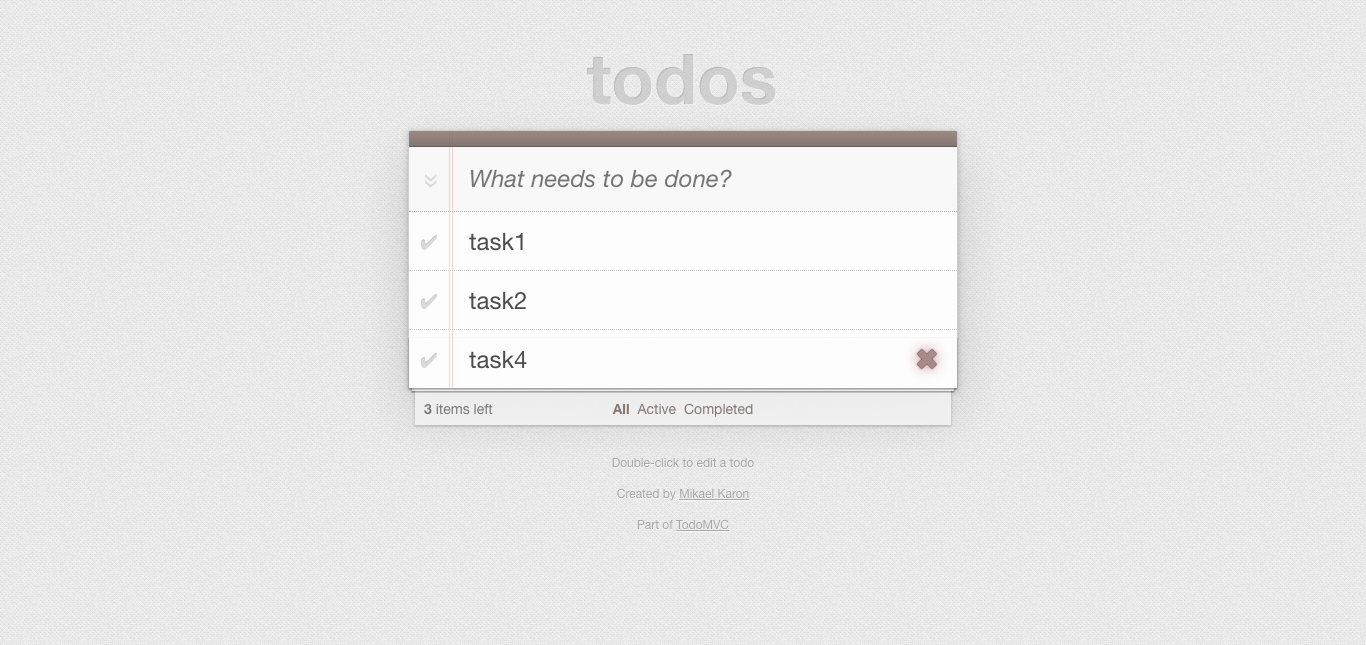 todos
What needs to be done?
task1
task2
task4
3 items left All Active Completed
Double-click to edit a todo
Created by Mikael Karon
Part of TodoMVC